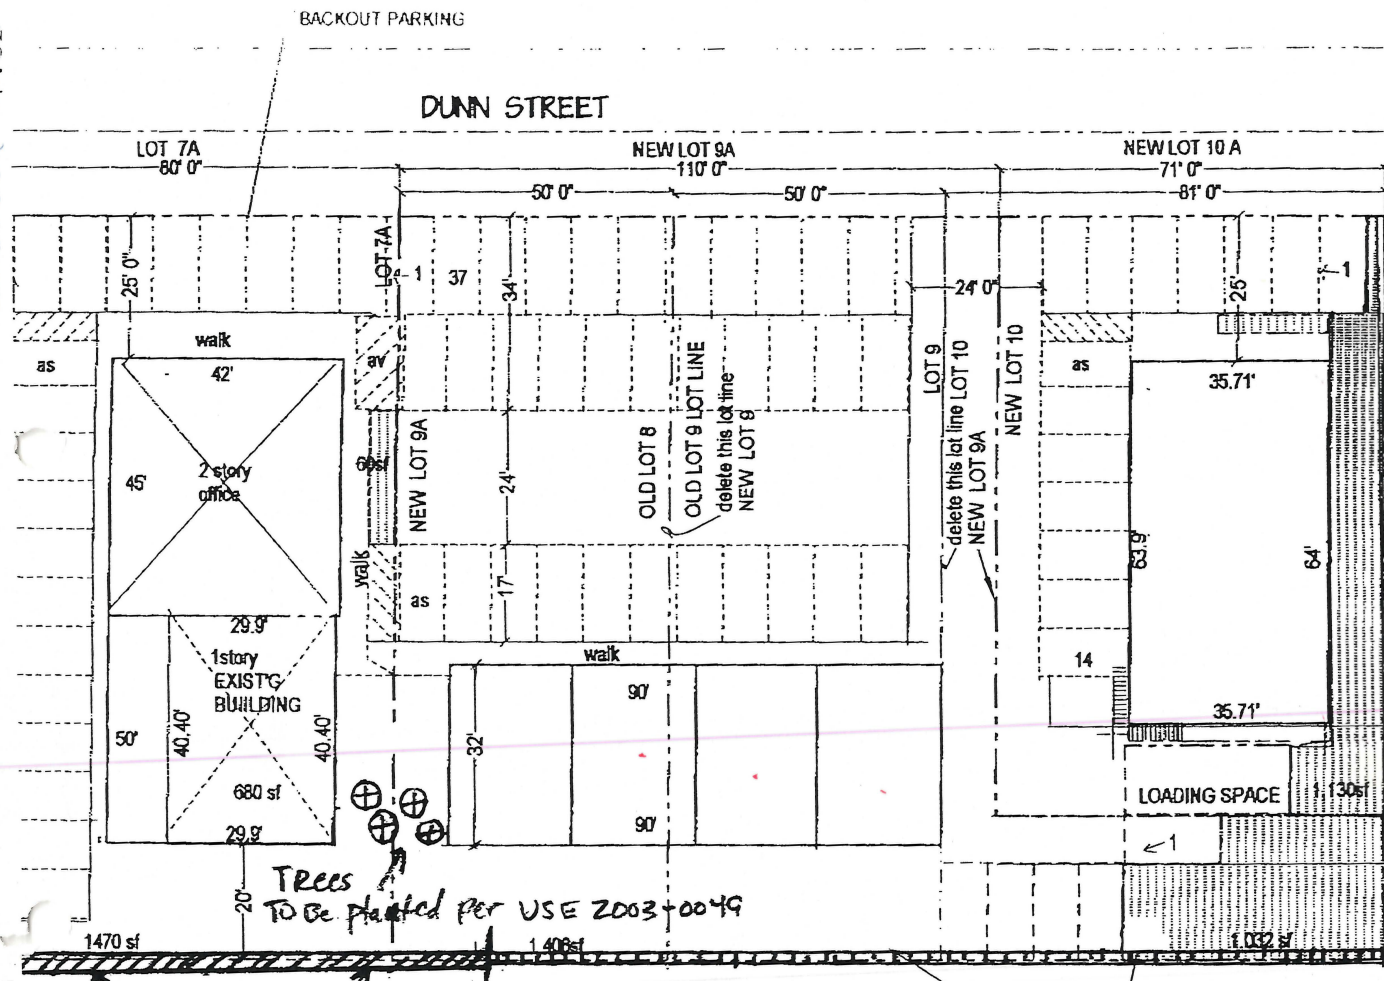 BACKOUT PARKING
DUNN STREET
LOT 7A
80' 0"
NEW LOT 9A
110' 0"
NEW LOT 10 A
71' 0"
50' 0"
50' 0"
81' 0"
25' 0"
LOT 7A
1
37
34'
24' 0"
25'
1
walk
42'
as
av
as
35.71'
LOT 9
delete this lot line LOT 10
NEW LOT 9A
NEW LOT 10
OLD LOT 8
OLD LOT 9 LOT LINE
delete this lot line
NEW LOT 9
45'
2 story
office
60sf
NEW LOT 9A
24'
63.9'
64'
walk
as
17'
29.9'
1story
EXIST'G
BUILDING
walk
14
50'
40.40'
40.40'
32'
90'
35.71'
680 sf
29.9'
90'
LOADING SPACE
1,130sf
1
20'
TREES
TO BE planted per USE 2003-0049
1470 sf
1,406sf
1,032 sf